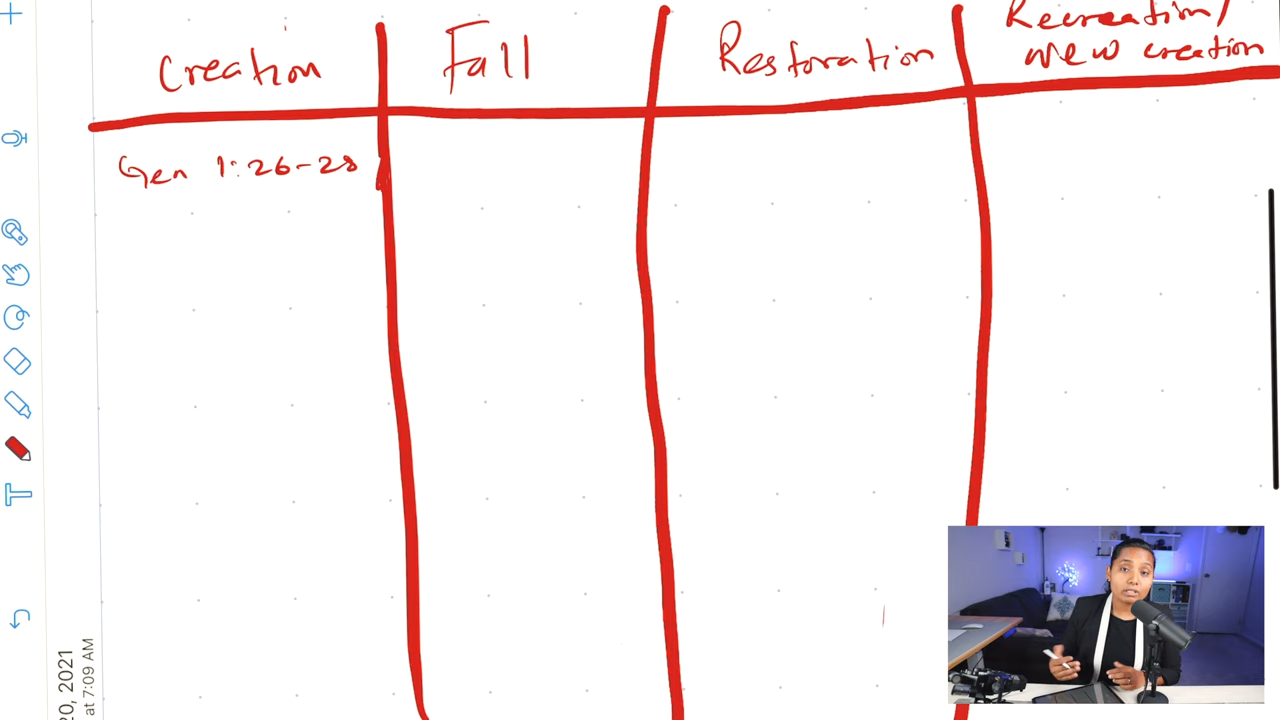 Creation
Fall
Restoration
Recreation/
New creation
Gen 1:26-28
20, 2021
at 7:09 AM